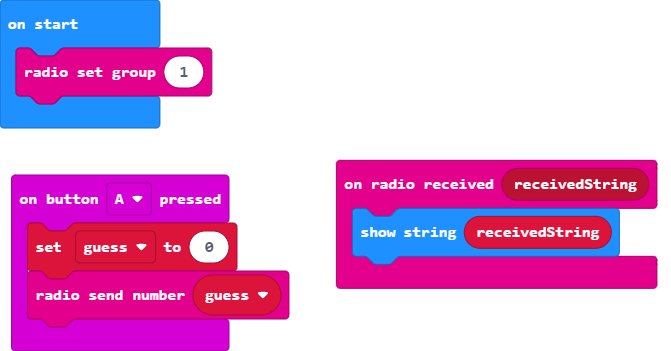 on start
radio set group 1
on button A pressed
set guess to 0
radio send number guess
on radio received receivedString
show string receivedString